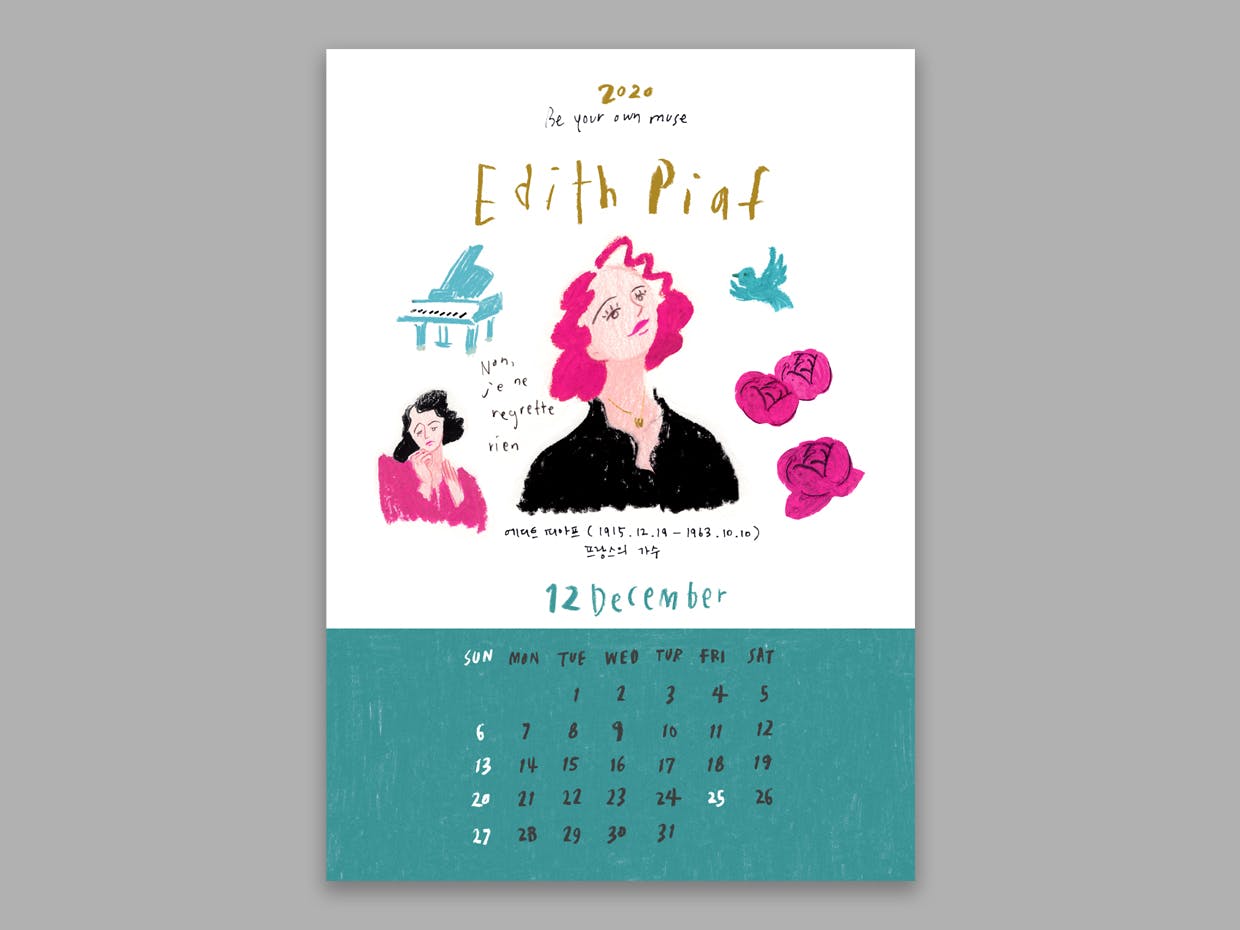 2020
Be your own muse
Edith Piaf
Non,
je ne
regrette
rien
에디트 피아프 (1915.12.19 – 1963.10.10)
프랑스의 가수
12 December
SUN MON TUE WED TUR FRI SAT
1 2 3 4 5
6 7 8 9 10 11 12
13 14 15 16 17 18 19
20 21 22 23 24 25 26
27 28 29 30 31